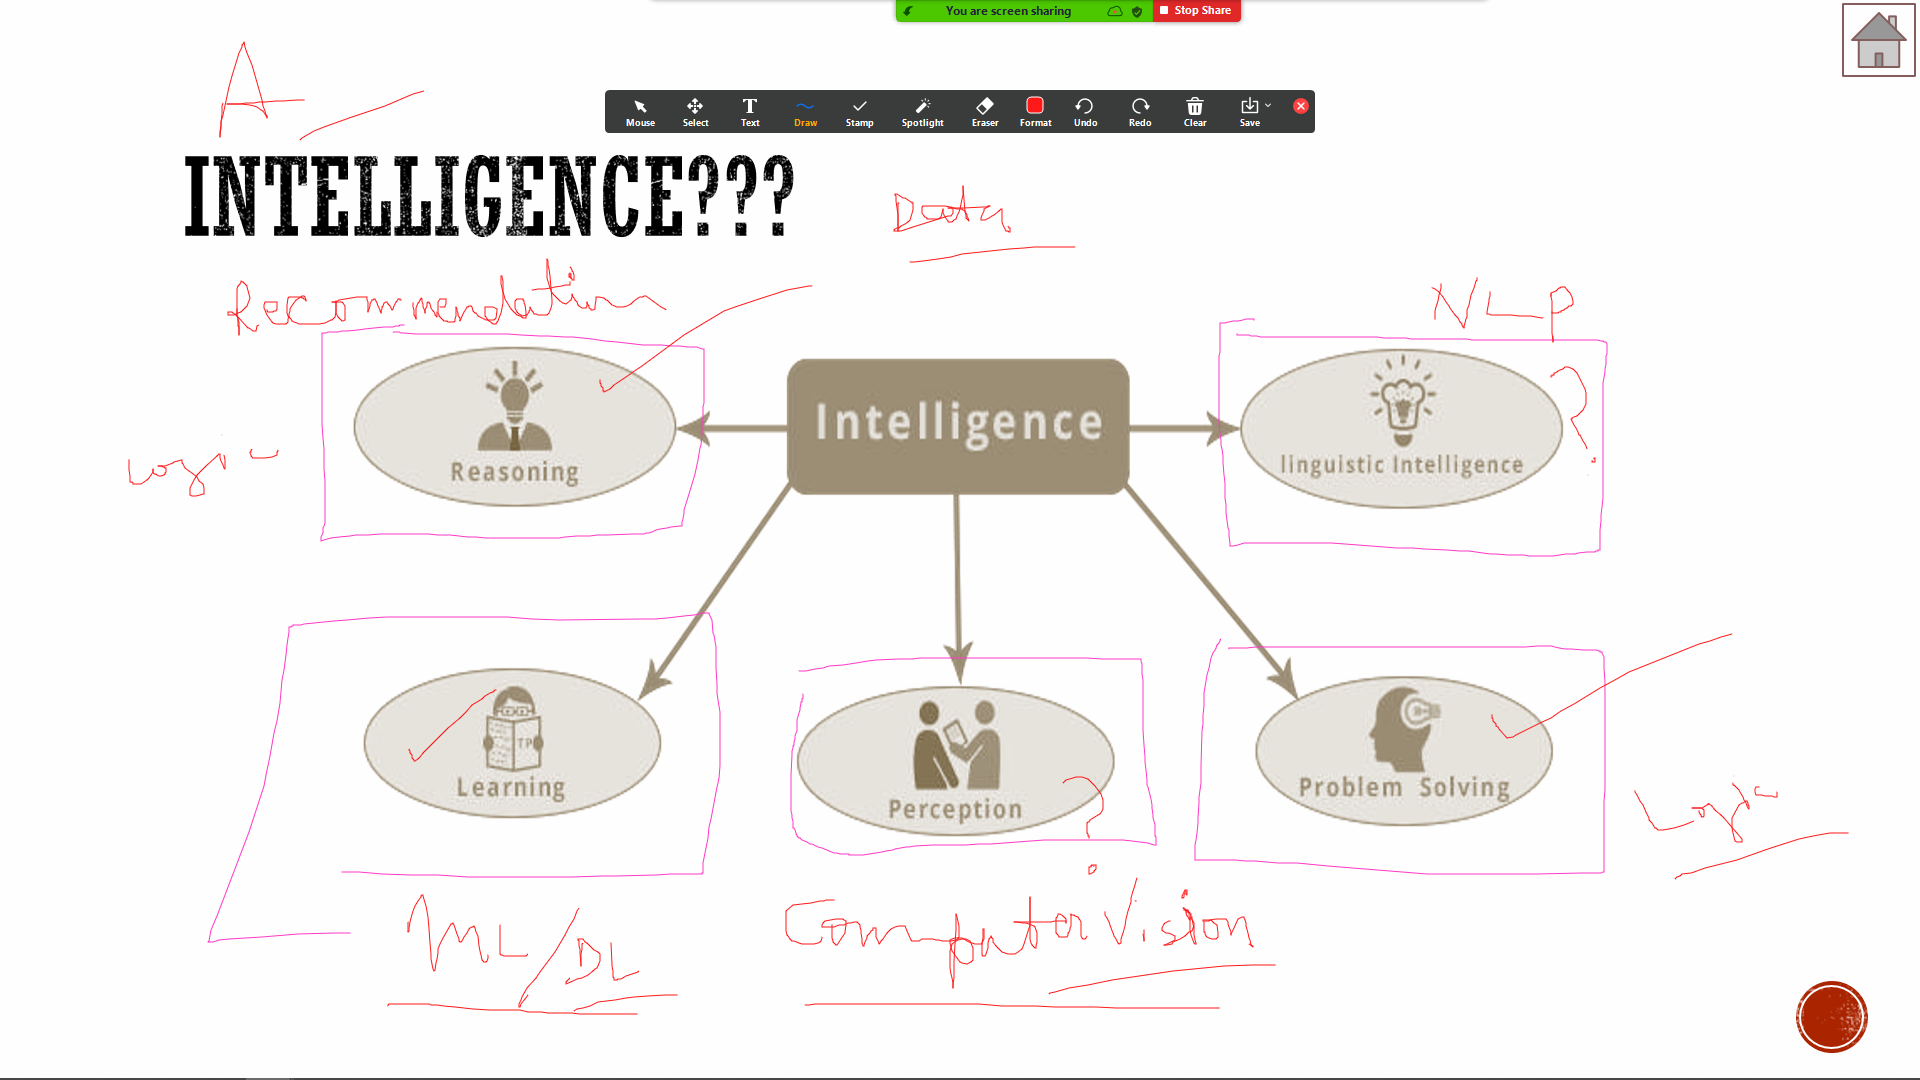 You are screen sharing Stop Share
A
Mouse Select Text Draw Stamp Spotlight Eraser Format Undo Redo Clear Save
INTELLIGENCE???
Data
Recommendation
NLP
?
Intelligence
Reasoning
linguistic Intelligence
Logic
TP
Learning
Perception
?
Problem Solving
Logic
ML/DL
Computer Vision